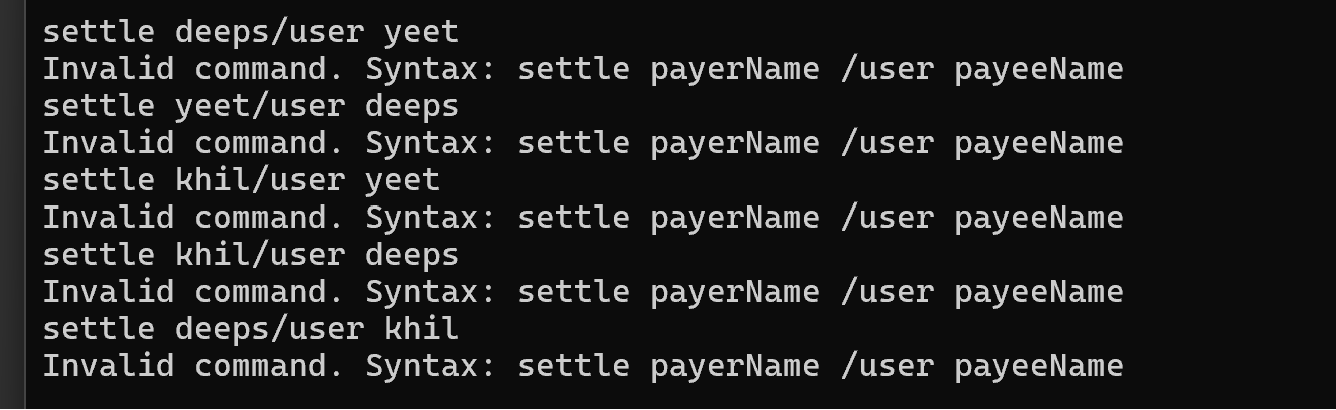 settle deeps/user yeet
Invalid command. Syntax: settle payerName /user payeeName
settle yeet/user deeps
Invalid command. Syntax: settle payerName /user payeeName
settle khil/user yeet
Invalid command. Syntax: settle payerName /user payeeName
settle khil/user deeps
Invalid command. Syntax: settle payerName /user payeeName
settle deeps/user khil
Invalid command. Syntax: settle payerName /user payeeName